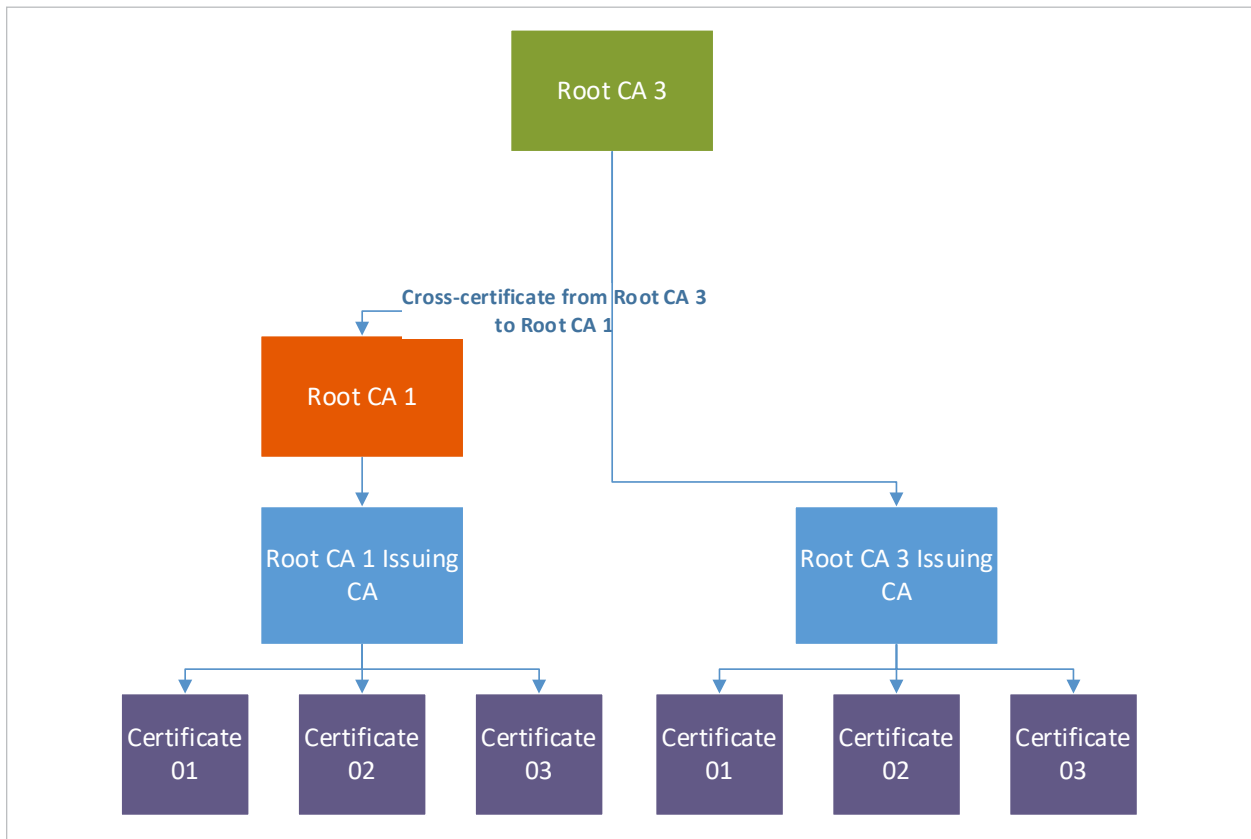 Root CA 3
Cross-certificate from Root CA 3
to Root CA 1
Root CA 1
Root CA 1 Issuing
CA
Root CA 3 Issuing
CA
Certificate
01
Certificate
02
Certificate
03
Certificate
01
Certificate
02
Certificate
03